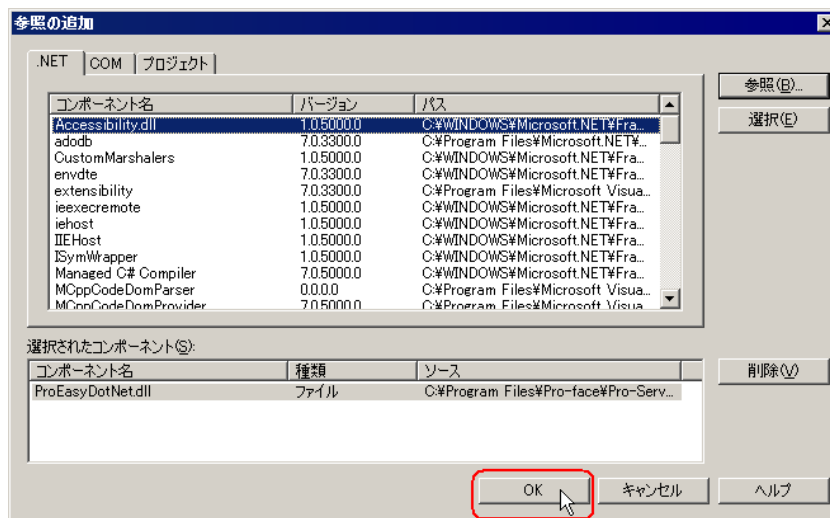 参照の追加
.NET COM プロジェクト
参照(B)...
選択(E)
コンポーネント名 バージョン パス
Accessibility.dll 1.0.5000.0 C:¥WINDOWS¥Microsoft.NET¥Fra...
adodb 7.0.3300.0 C:¥Program Files¥Microsoft.NET¥...
CustomMarshalers 1.0.5000.0 C:¥WINDOWS¥Microsoft.NET¥Fra...
envdte 7.0.3300.0 C:¥WINDOWS¥Microsoft.NET¥Fra...
extensibility 7.0.3300.0 C:¥Program Files¥Microsoft Visua...
ieexecremote 1.0.5000.0 C:¥WINDOWS¥Microsoft.NET¥Fra...
iehost 1.0.5000.0 C:¥WINDOWS¥Microsoft.NET¥Fra...
IIEHost 1.0.5000.0 C:¥WINDOWS¥Microsoft.NET¥Fra...
ISymWrapper 1.0.5000.0 C:¥WINDOWS¥Microsoft.NET¥Fra...
Managed C# Compiler 7.0.5000.0 C:¥WINDOWS¥Microsoft.NET¥Fra...
MCppCodeDomParser 0.0.0.0 C:¥Program Files¥Microsoft Visua...
MCppCodeDomProvider 7.0.5000.0 C:¥Program Files¥Microsoft Visua
選択されたコンポーネント(S):
コンポーネント名 種類 ソース
ProEasyDotNet.dll ファイル C:¥Program Files¥Pro-face¥Pro-Serv...
削除(V)
OK キャンセル ヘルプ